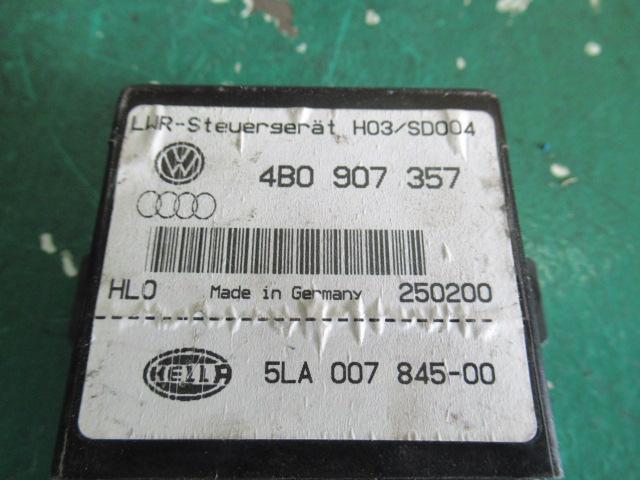 LWR-Steuergerät H03/SD004
4B0 907 357
HLO Made in Germany 250200
HELLA 5LA 007 845-00